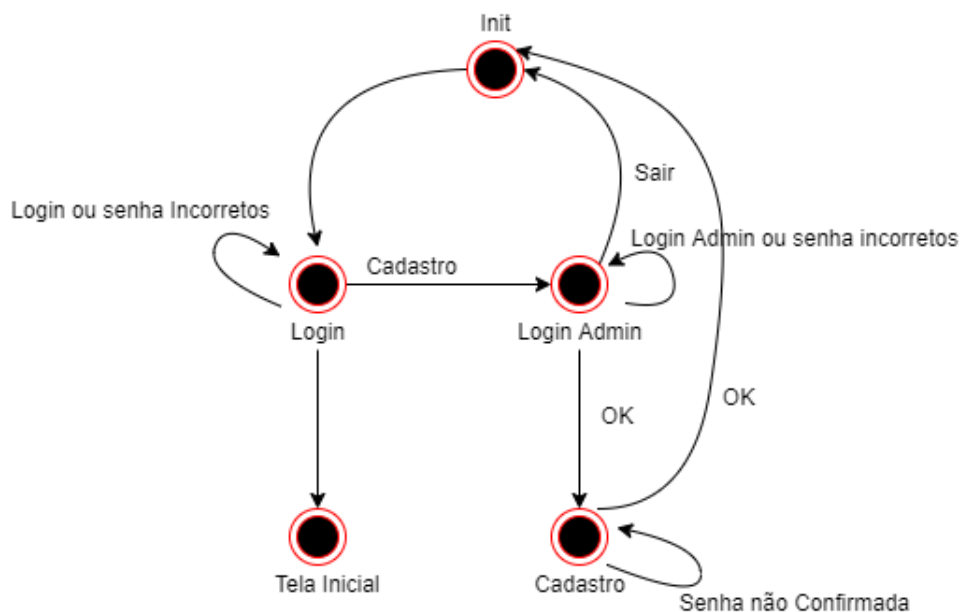 Init
Sair
Login ou senha Incorretos
Login Admin ou senha incorretos
Cadastro
Login
Login Admin
OK
OK
Tela Inicial
Cadastro
Senha não Confirmada